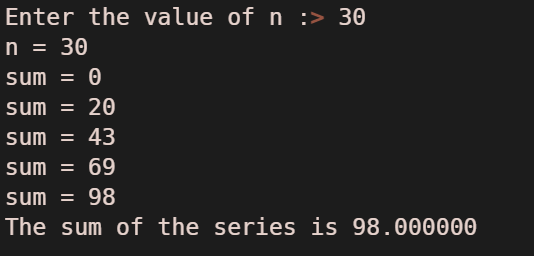 Enter the value of n :> 30
n = 30
sum = 0
sum = 20
sum = 43
sum = 69
sum = 98
The sum of the series is 98.000000